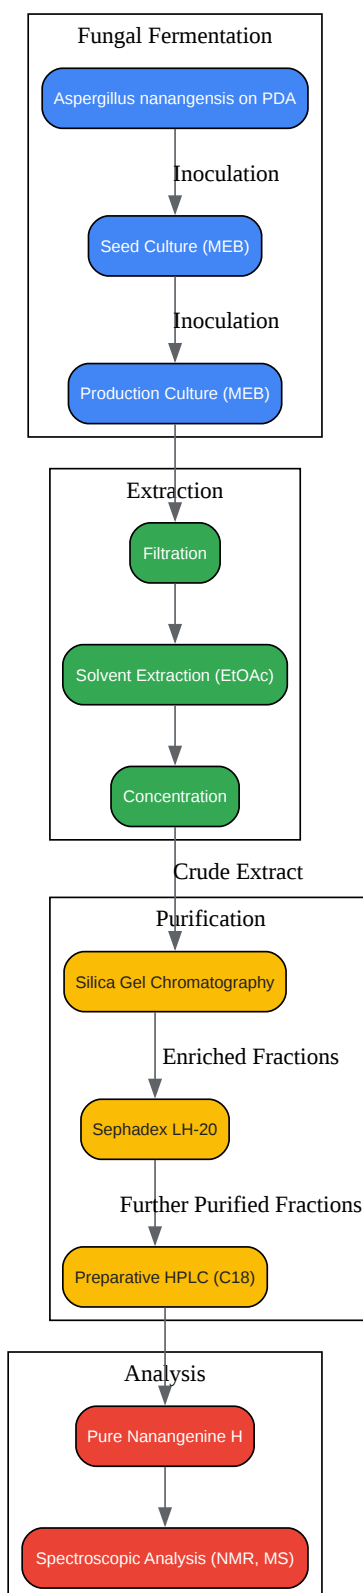 Fungal Fermentation
Aspergillus nanangensis on PDA
Inoculation
Seed Culture (MEB)
Inoculation
Production Culture (MEB)
Extraction
Filtration
Solvent Extraction (EtOAc)
Concentration
Crude Extract
Purification
Silica Gel Chromatography
Enriched Fractions
Sephadex LH-20
Further Purified Fractions
Preparative HPLC (C18)
Analysis
Pure Nanangenine H
Spectroscopic Analysis (NMR, MS)